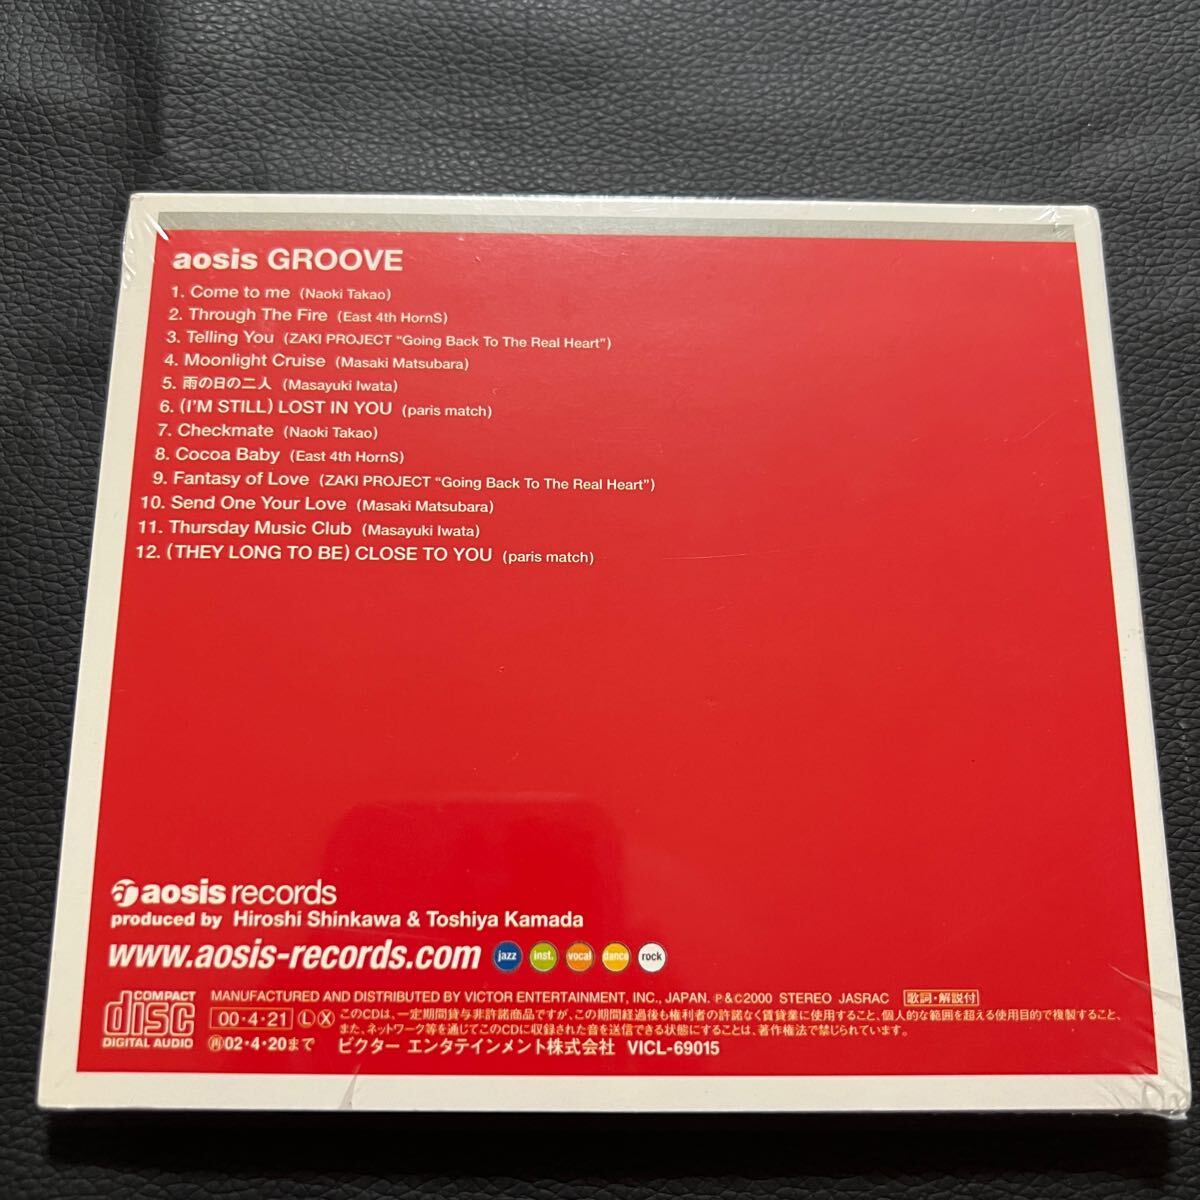 aosis GROOVE
1. Come to me (Naoki Takao)
2. Through The Fire (East 4th HornS)
3. Telling You (ZAKI PROJECT “Going Back To The Real Heart”)
4. Moonlight Cruise (Masaki Matsubara)
5. 雨の日の二人 (Masayuki Iwata)
6. (I'M STILL) LOST IN YOU (paris match)
7. Checkmate (Naoki Takao)
8. Cocoa Baby (East 4th HornS)
9. Fantasy of Love (ZAKI PROJECT “Going Back To The Real Heart”)
10. Send One Your Love (Masaki Matsubara)
11. Thursday Music Club (Masayuki Iwata)
12. (THEY LONG TO BE) CLOSE TO YOU (paris match)
aosis records
produced by Hiroshi Shinkawa & Toshiya Kamada
www.aosis-records.com jazz inst. vocal dance rock
COMPACT disc DIGITAL AUDIO
MANUFACTURED AND DISTRIBUTED BY VICTOR ENTERTAINMENT, INC., JAPAN. ℗&©2000 STEREO JASRAC 歌詞・解説付
00・4・21 Ⓛ Ⓧ このCDは、一定期間貸与非許諾商品ですが、この期間経過後も権利者の許諾なく賃貸業に使用すること、個人的な範囲を超える使用目的で複製すること、
また、ネットワーク等を通じてこのCDに収録された音を送信できる状態にすることは、著作権法で禁じられています。
再02・4・20まで ビクター エンタテインメント株式会社 VICL-69015